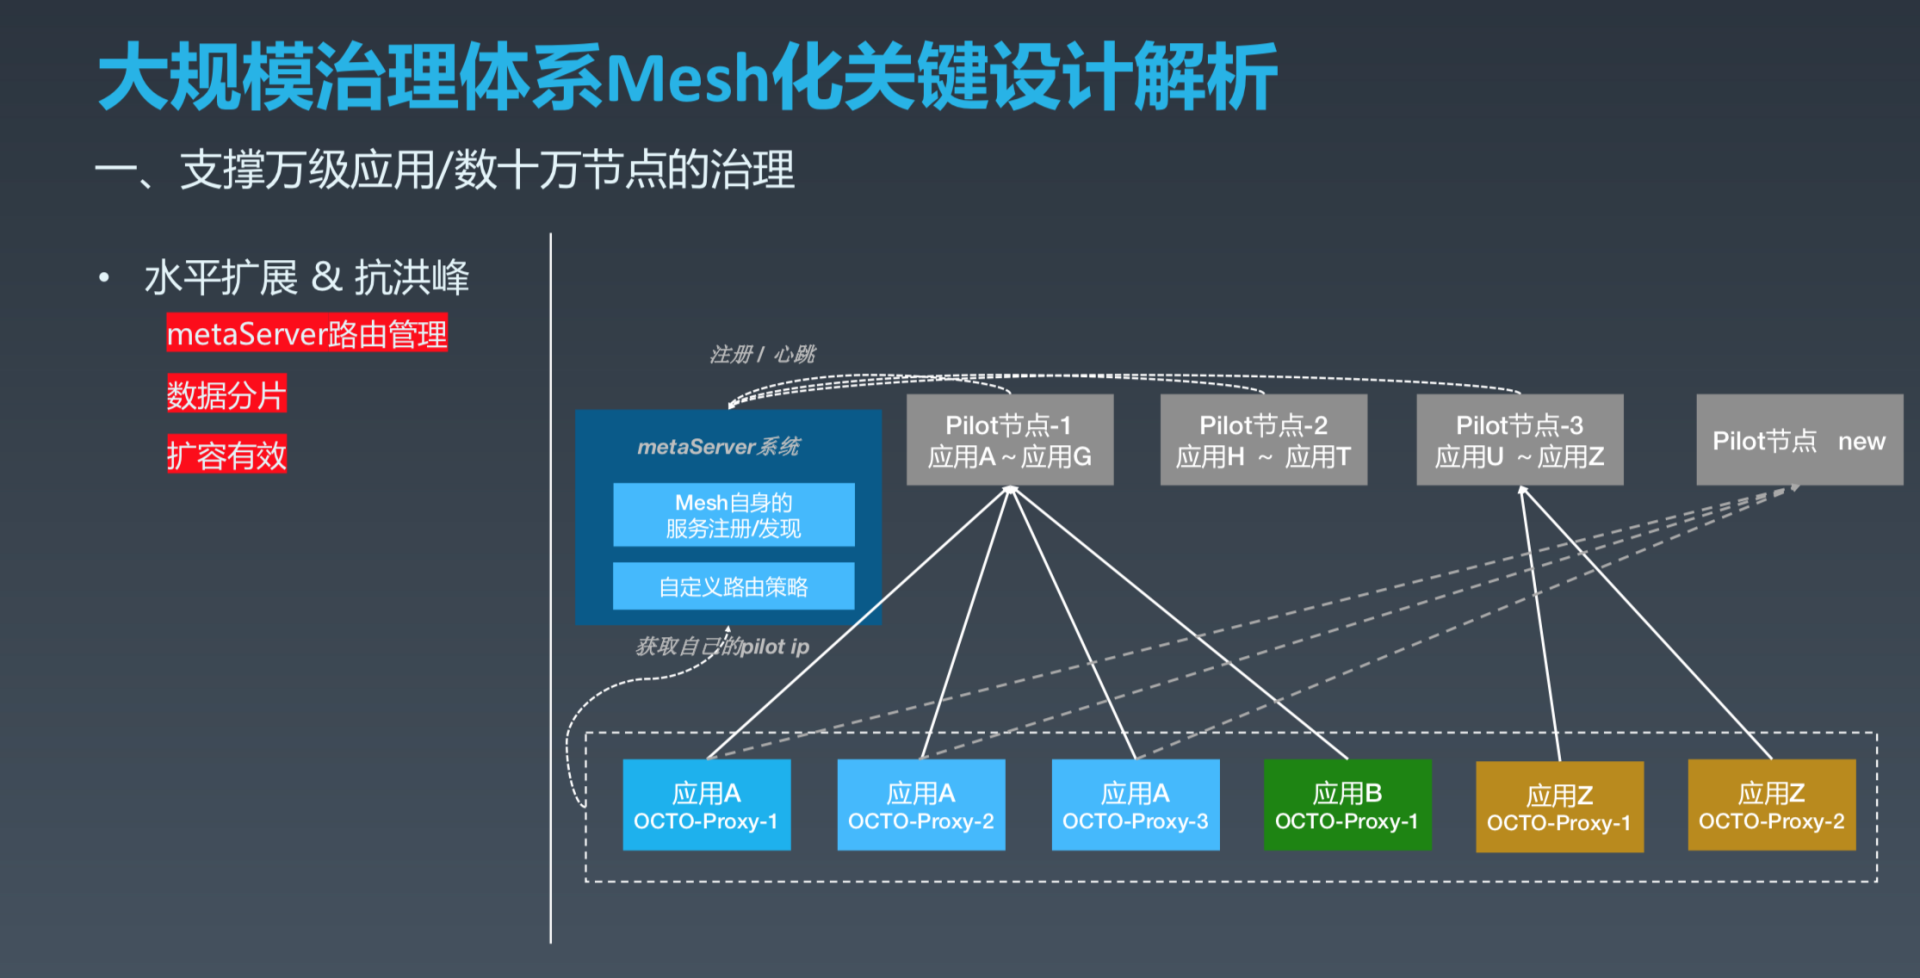 大规模治理体系Mesh化关键设计解析
一、支撑万级应用/数十万节点的治理
• 水平扩展 & 抗洪峰
metaServer路由管理
数据分片
扩容有效
注册 / 心跳
metaServer系统
Mesh自身的
服务注册/发现
自定义路由策略
获取自己的pilot ip
Pilot节点-1
应用A～应用G
Pilot节点-2
应用H ～ 应用T
Pilot节点-3
应用U ～应用Z
Pilot节点 new
应用A
OCTO-Proxy-1
应用A
OCTO-Proxy-2
应用A
OCTO-Proxy-3
应用B
OCTO-Proxy-1
应用Z
OCTO-Proxy-1
应用Z
OCTO-Proxy-2